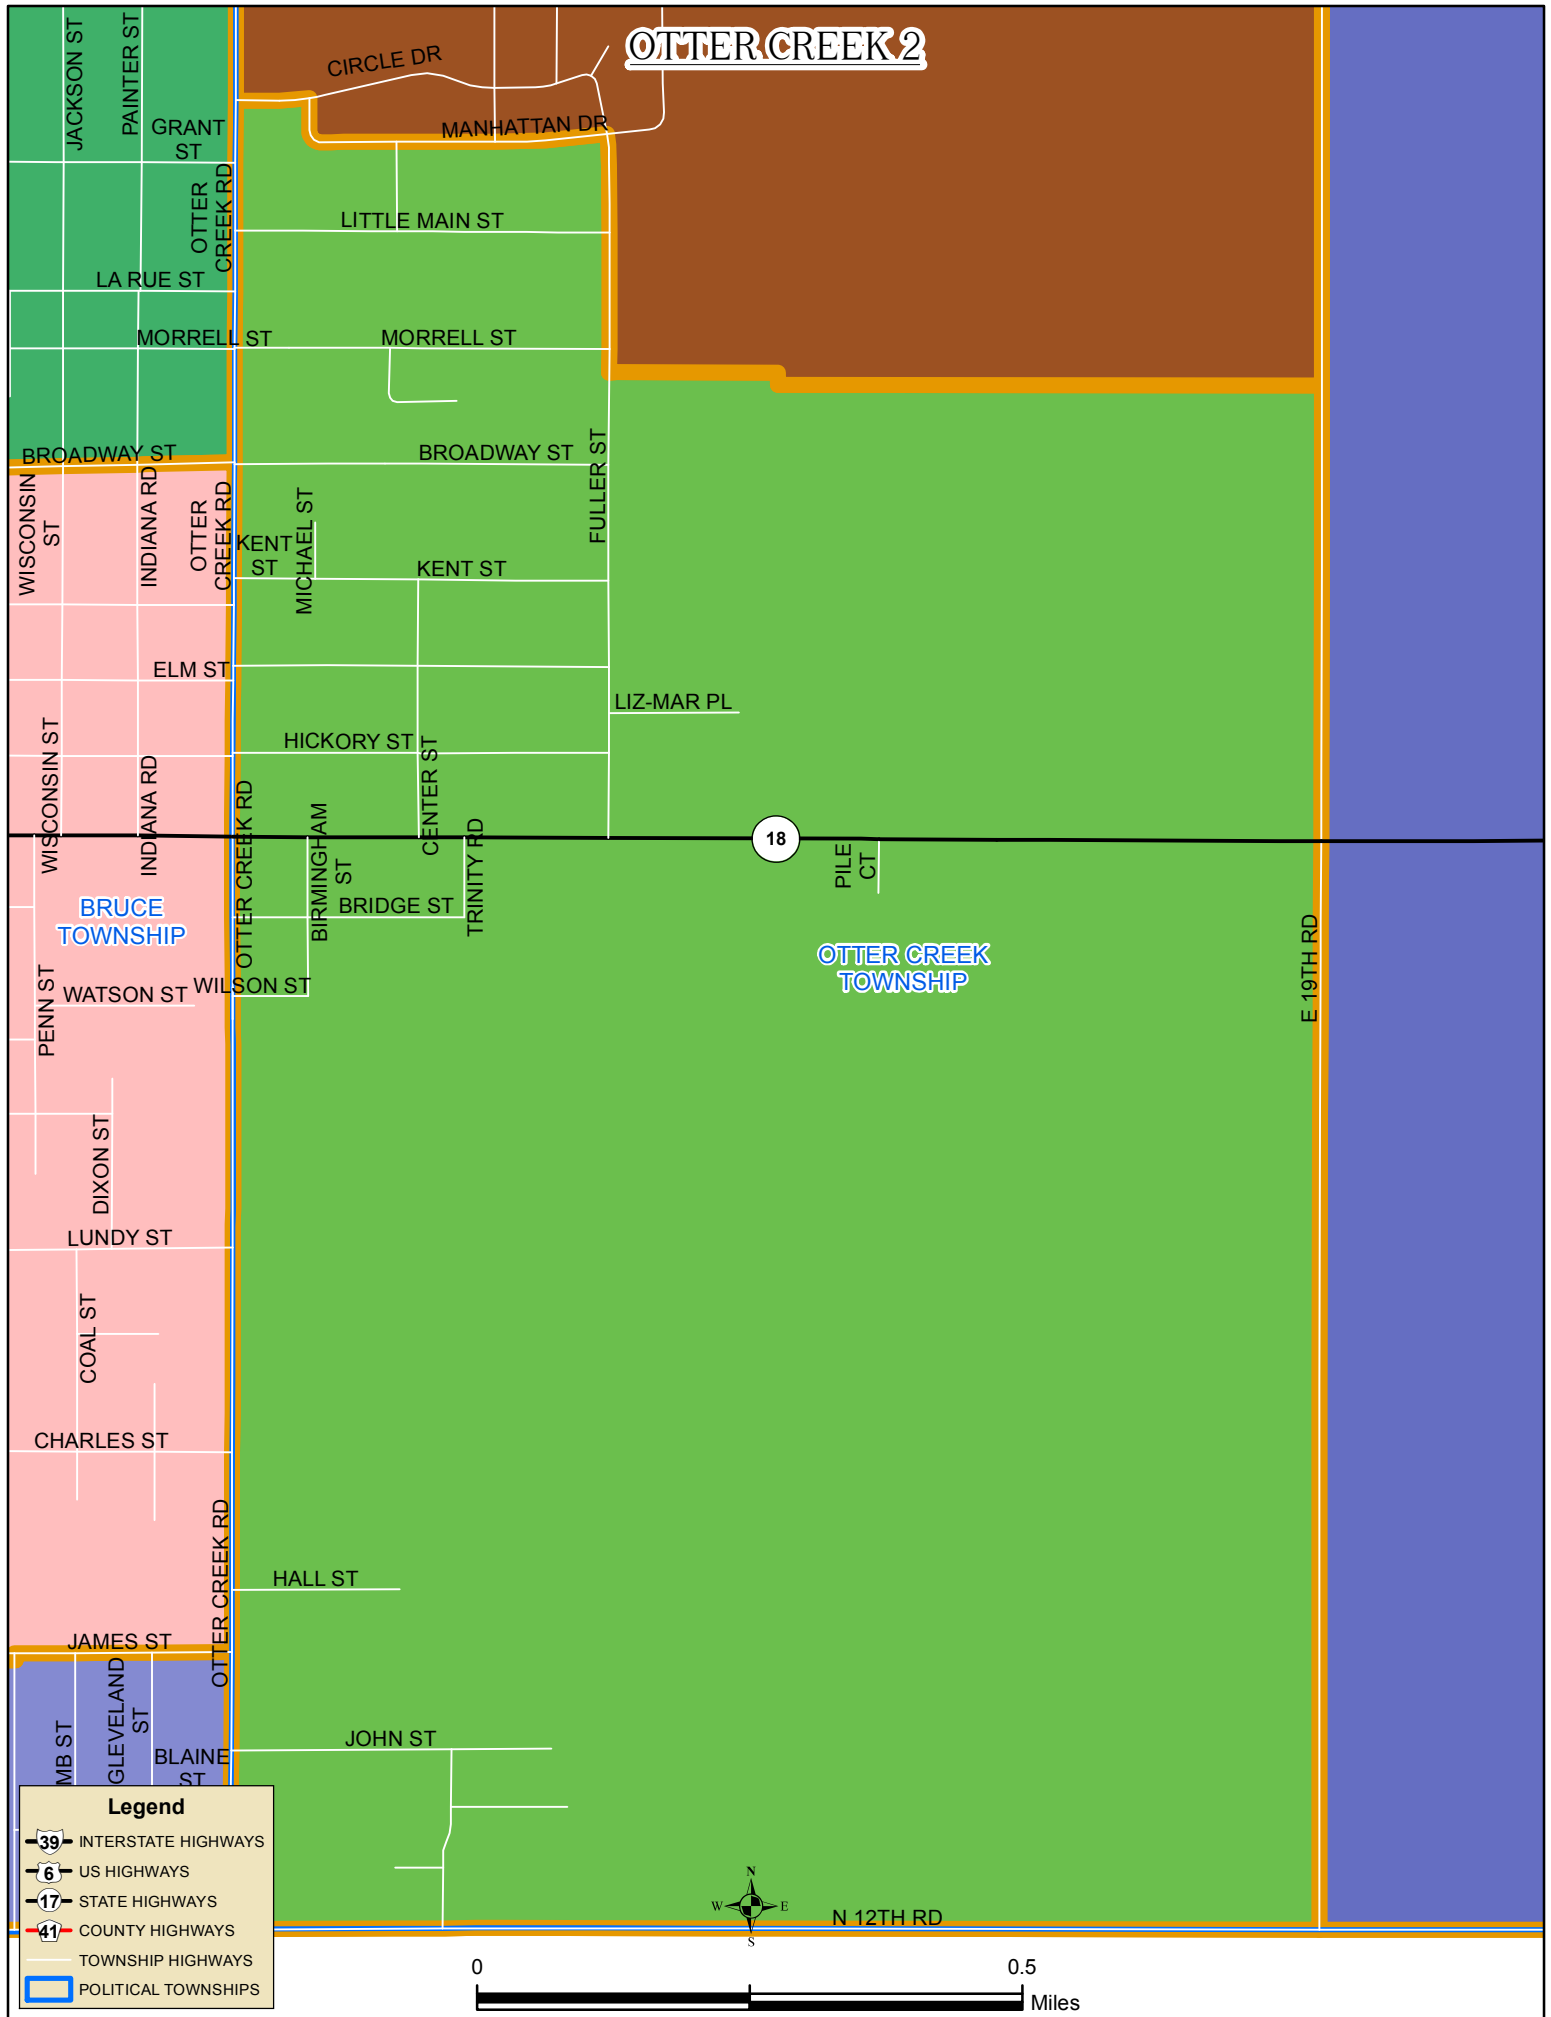 OTTER CREEK 2
JACKSON ST
PAINTER ST
CIRCLE DR
GRANT
ST
MANHATTAN DR
OTTER
CREEK RD
LITTLE MAIN ST
LA RUE ST
MORRELL ST
MORRELL ST
BROADWAY ST
BROADWAY ST
FULLER ST
WISCONSIN
ST
INDIANA RD
OTTER
CREEK RD
KENT
ST
MICHAEL ST
KENT ST
ELM ST
LIZ-MAR PL
WISCONSIN ST
INDIANA RD
HICKORY ST
CENTER ST
OTTER CREEK RD
BIRMINGHAM
ST
TRINITY RD
18
PILE
CT
BRUCE
TOWNSHIP
BRIDGE ST
OTTER CREEK
TOWNSHIP
E 19TH RD
PENN ST
WATSON ST
WILSON ST
DIXON ST
LUNDY ST
COAL ST
CHARLES ST
OTTER CREEK RD
HALL ST
JAMES ST
GLEVELAND
ST
MB ST
BLAINE
ST
JOHN ST
Legend
39 INTERSTATE HIGHWAYS
6 US HIGHWAYS
17 STATE HIGHWAYS
41 COUNTY HIGHWAYS
TOWNSHIP HIGHWAYS
POLITICAL TOWNSHIPS
N
W E
S
N 12TH RD
0 0.5
Miles